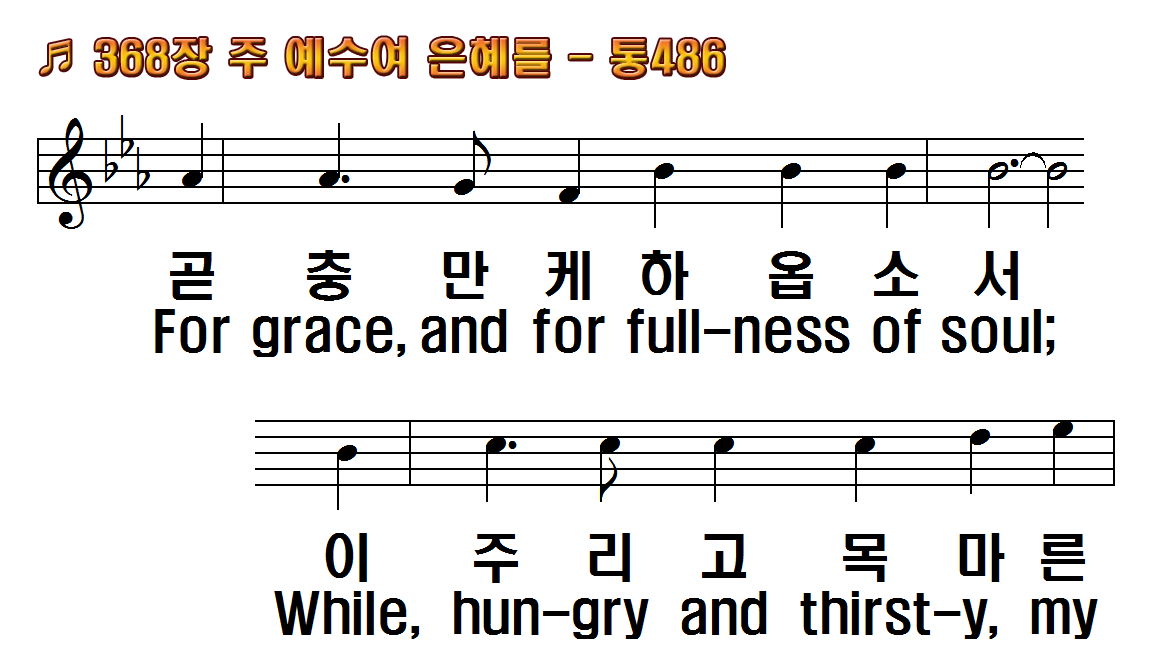 ♬ 368장 주 예수여 은혜를 - 통486
곧 충 만 케 하 옵 소 서
For grace, and for full-ness of soul;
이 주 리 고 목 마 른
While, hun-gry and thirst-y, my